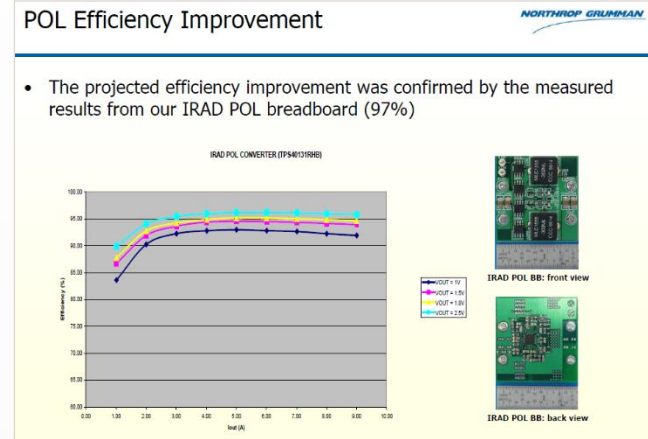 POL Efficiency Improvement
NORTHROP GRUMMAN
• The projected efficiency improvement was confirmed by the measured
results from our IRAD POL breadboard (97%)
IRAD POL CONVERTER (TPS40131RHB)
100.00
95.00
90.00
85.00
80.00
75.00
70.00
65.00
60.00
Efficiency (%)
0.00 1.00 2.00 3.00 4.00 5.00 6.00 7.00 8.00 9.00 10.00
Iout (A)
VOUT = 1V
VOUT = 1.5V
VOUT = 1.8V
VOUT = 2.5V
IRAD POL BB: front view
IRAD POL BB: back view